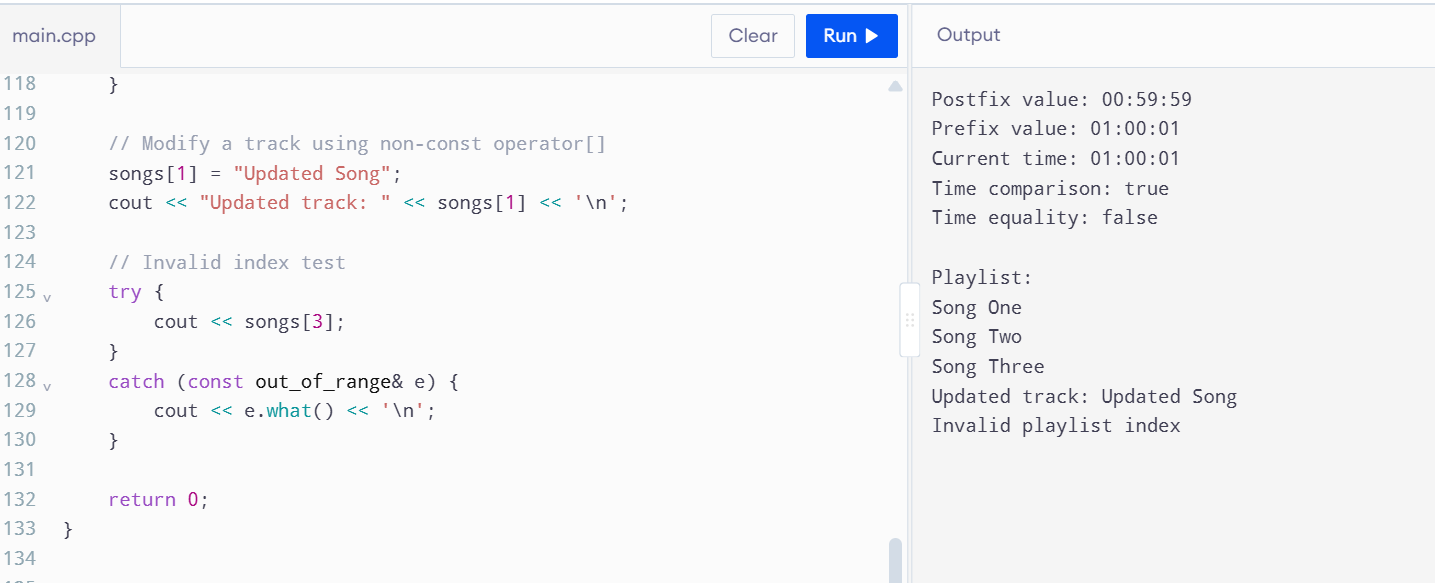 main.cpp
Clear
Run
Output
118     }
119
120     // Modify a track using non-const operator[]
121     songs[1] = "Updated Song";
122     cout << "Updated track: " << songs[1] << '\n';
123
124     // Invalid index test
125 v   try {
126         cout << songs[3];
127     }
128 v   catch (const out_of_range& e) {
129         cout << e.what() << '\n';
130     }
131
132     return 0;
133 }
134
Postfix value: 00:59:59
Prefix value: 01:00:01
Current time: 01:00:01
Time comparison: true
Time equality: false
Playlist:
Song One
Song Two
Song Three
Updated track: Updated Song
Invalid playlist index